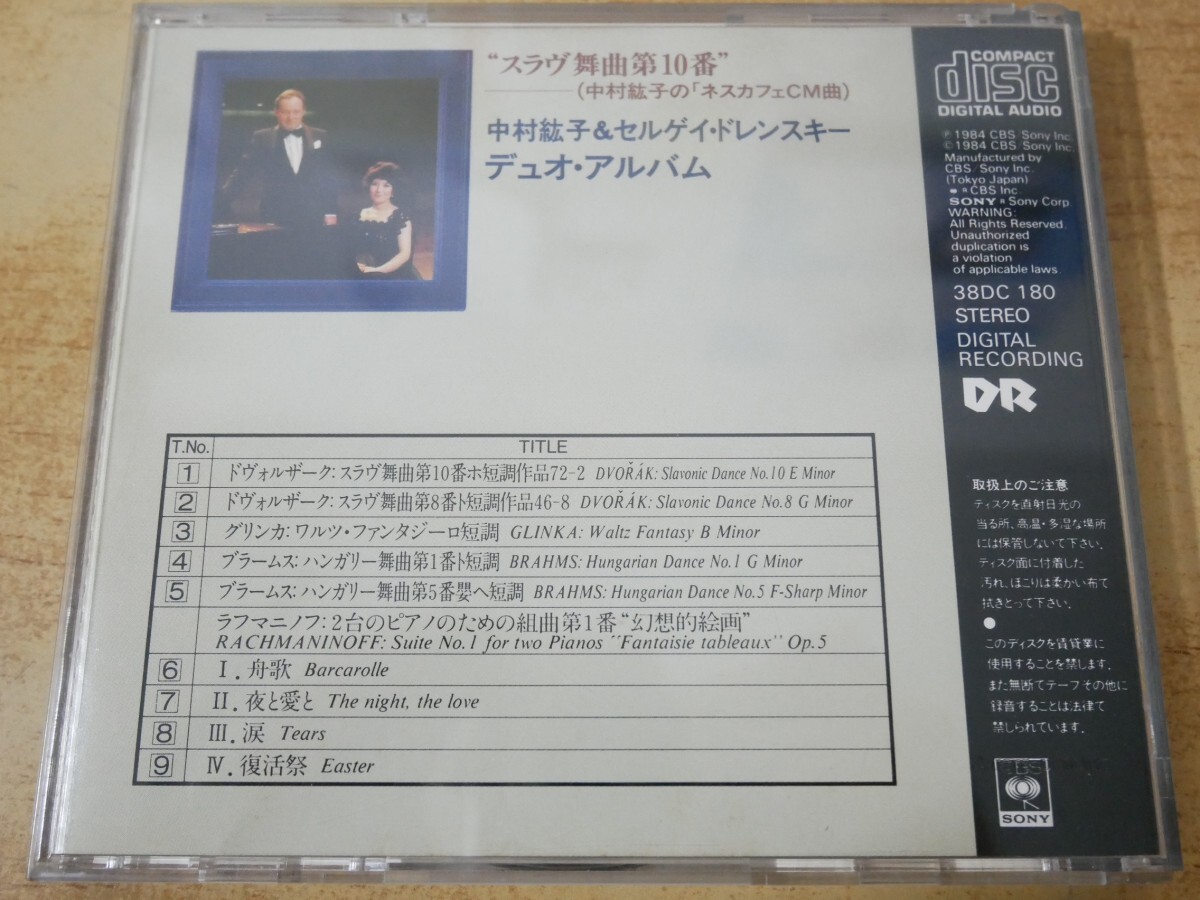 “スラヴ舞曲第10番”
(中村紘子の「ネスカフェCM曲)
中村紘子&セルゲイ・ドレンスキー
デュオ・アルバム
T.No. TITLE
1 ドヴォルザーク:スラヴ舞曲第10番ホ短調作品72-2 DVOŘÁK: Slavonic Dance No.10 E Minor
2 ドヴォルザーク:スラヴ舞曲第8番ト短調作品46-8 DVOŘÁK: Slavonic Dance No.8 G Minor
3 グリンカ:ワルツ・ファンタジーロ短調 GLINKA: Waltz Fantasy B Minor
4 ブラームス:ハンガリー舞曲第1番ト短調 BRAHMS: Hungarian Dance No.1 G Minor
5 ブラームス:ハンガリー舞曲第5番嬰ヘ短調 BRAHMS: Hungarian Dance No.5 F-Sharp Minor
ラフマニノフ:2台のピアノのための組曲第1番“幻想的絵画”
RACHMANINOFF: Suite No.1 for two Pianos "Fantaisie tableaux" Op.5
6 I.舟歌 Barcarolle
7 II.夜と愛と The night, the love
8 III.涙 Tears
9 IV.復活祭 Easter
COMPACT
disc
DIGITAL AUDIO
℗ 1984 CBS/Sony Inc.
© 1984 CBS/Sony Inc.
Manufactured by
CBS/Sony Inc.
(Tokyo Japan)
® CBS Inc.
SONY ® Sony Corp
WARNING:
All Rights Reserved.
Unauthorized
duplication is
a violation
of applicable laws.
38DC 180
STEREO
DIGITAL
RECORDING
DR
取扱上のご注意
ディスクを直射日光の
当る所、高温・多湿な場所
には保管しないで下さい。
ディスク面に付着した
汚れ、ほこりは柔かい布で
拭きとって下さい。
●
このディスクを賃貸業に
使用することを禁します。
また無断でテープその他に
録音することは法律で
禁じられています。
CBS
SONY